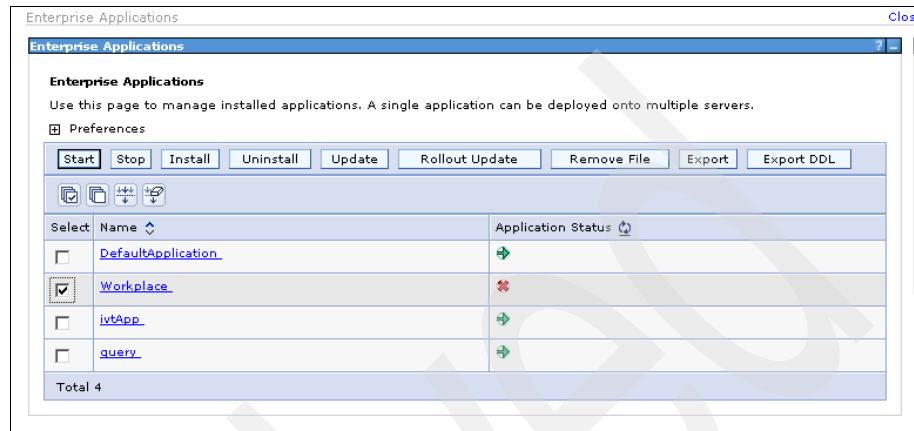 Enterprise Applications
Clos
Enterprise Applications ? -
Enterprise Applications
Use this page to manage installed applications. A single application can be deployed onto multiple servers.
+ Preferences
Start Stop Install Uninstall Update Rollout Update Remove File Export Export DDL
Select Name Application Status
DefaultApplication
Workplace
ivtApp
query
Total 4